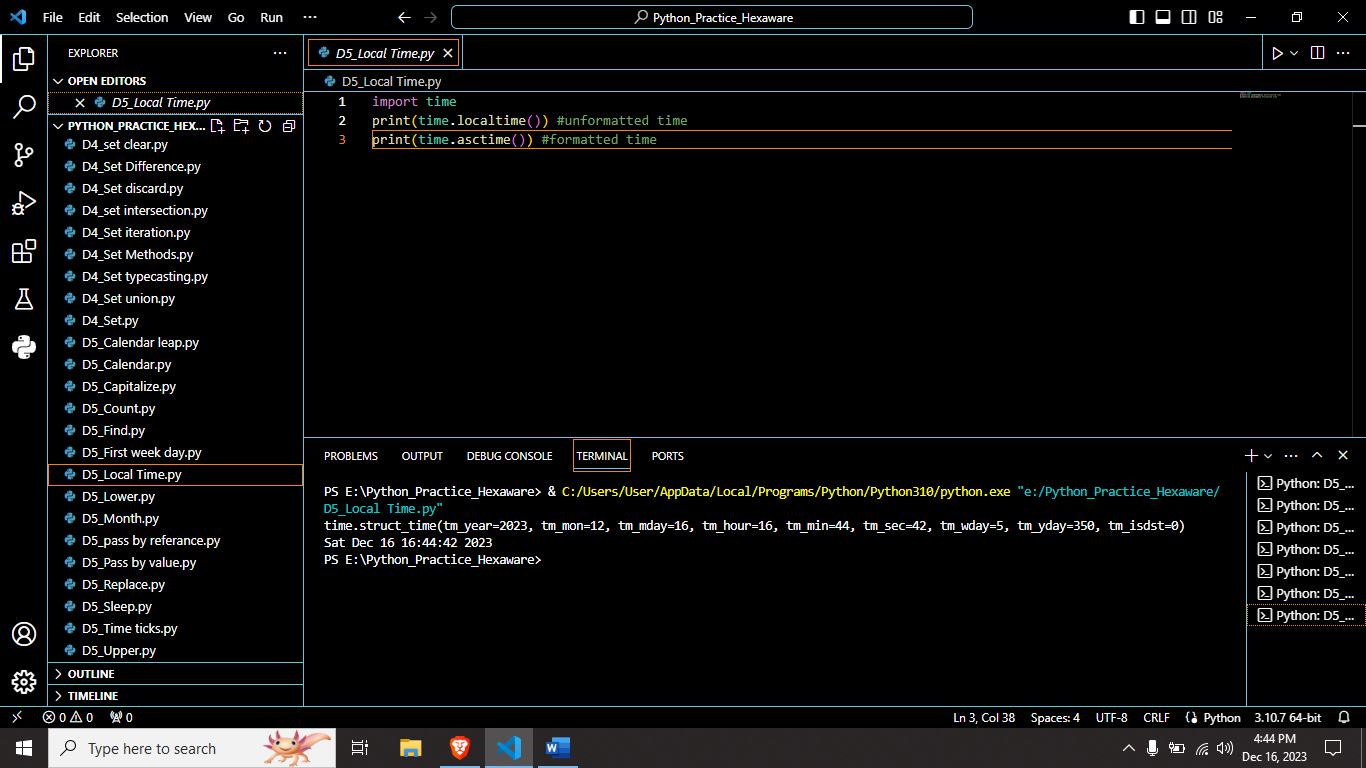 File Edit Selection View Go Run ··· Python_Practice_Hexaware
EXPLORER ···
OPEN EDITORS
D5_Local Time.py
PYTHON_PRACTICE_HEX...
D4_set clear.py
D4_Set Difference.py
D4_Set discard.py
D4_set intersection.py
D4_Set iteration.py
D4_Set Methods.py
D4_Set typecasting.py
D4_Set union.py
D4_Set.py
D5_Calendar leap.py
D5_Calendar.py
D5_Capitalize.py
D5_Count.py
D5_Find.py
D5_First week day.py
D5_Local Time.py
D5_Lower.py
D5_Month.py
D5_pass by referance.py
D5_Pass by value.py
D5_Replace.py
D5_Sleep.py
D5_Time ticks.py
D5_Upper.py
OUTLINE
TIMELINE
D5_Local Time.py
D5_Local Time.py
1 import time
2 print(time.localtime()) #unformatted time
3 print(time.asctime()) #formatted time
PROBLEMS OUTPUT DEBUG CONSOLE TERMINAL PORTS
PS E:\Python_Practice_Hexaware> & C:/Users/User/AppData/Local/Programs/Python/Python310/python.exe "e:/Python_Practice_Hexaware/
D5_Local Time.py"
time.struct_time(tm_year=2023, tm_mon=12, tm_mday=16, tm_hour=16, tm_min=44, tm_sec=42, tm_wday=5, tm_yday=350, tm_isdst=0)
Sat Dec 16 16:44:42 2023
PS E:\Python_Practice_Hexaware>
Python: D5_...
Python: D5_...
Python: D5_...
Python: D5_...
Python: D5_...
Python: D5_...
Python: D5_...
0 0 0 Ln 3, Col 38 Spaces: 4 UTF-8 CRLF Python 3.10.7 64-bit
Type here to search
4:44 PM
Dec 16, 2023